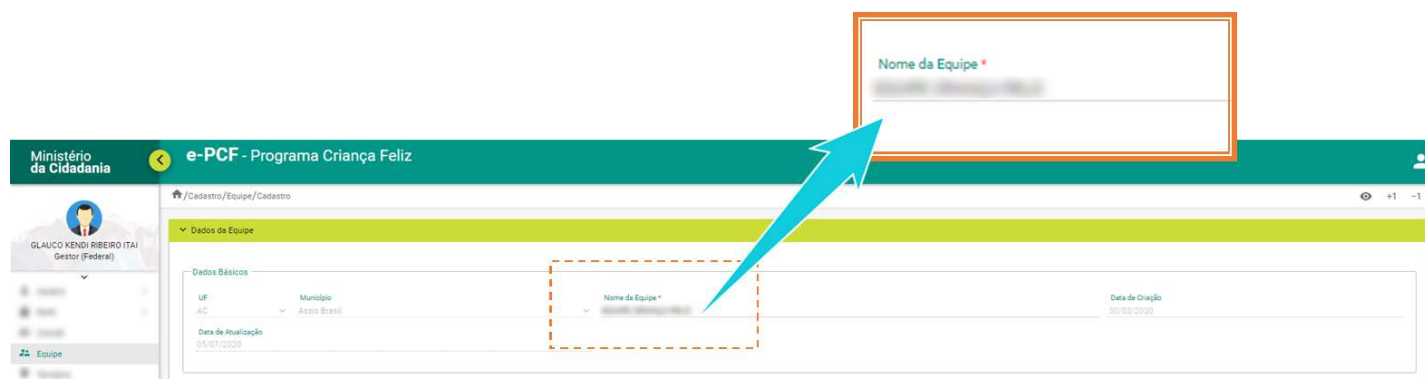 Nome da Equipe *
Ministério
da Cidadania
e-PCF - Programa Criança Feliz
/Cadastro/Equipe/Cadastro
+1 -1
GLAUCO KENDI RIBEIRO ITAI
Gestor (Federal)
Dados da Equipe
Dados Básicos
UF Município Nome da Equipe * Data de Criação
AC Assis Brasil 30/03/2020
Data de Atualização
05/07/2020
Equipe